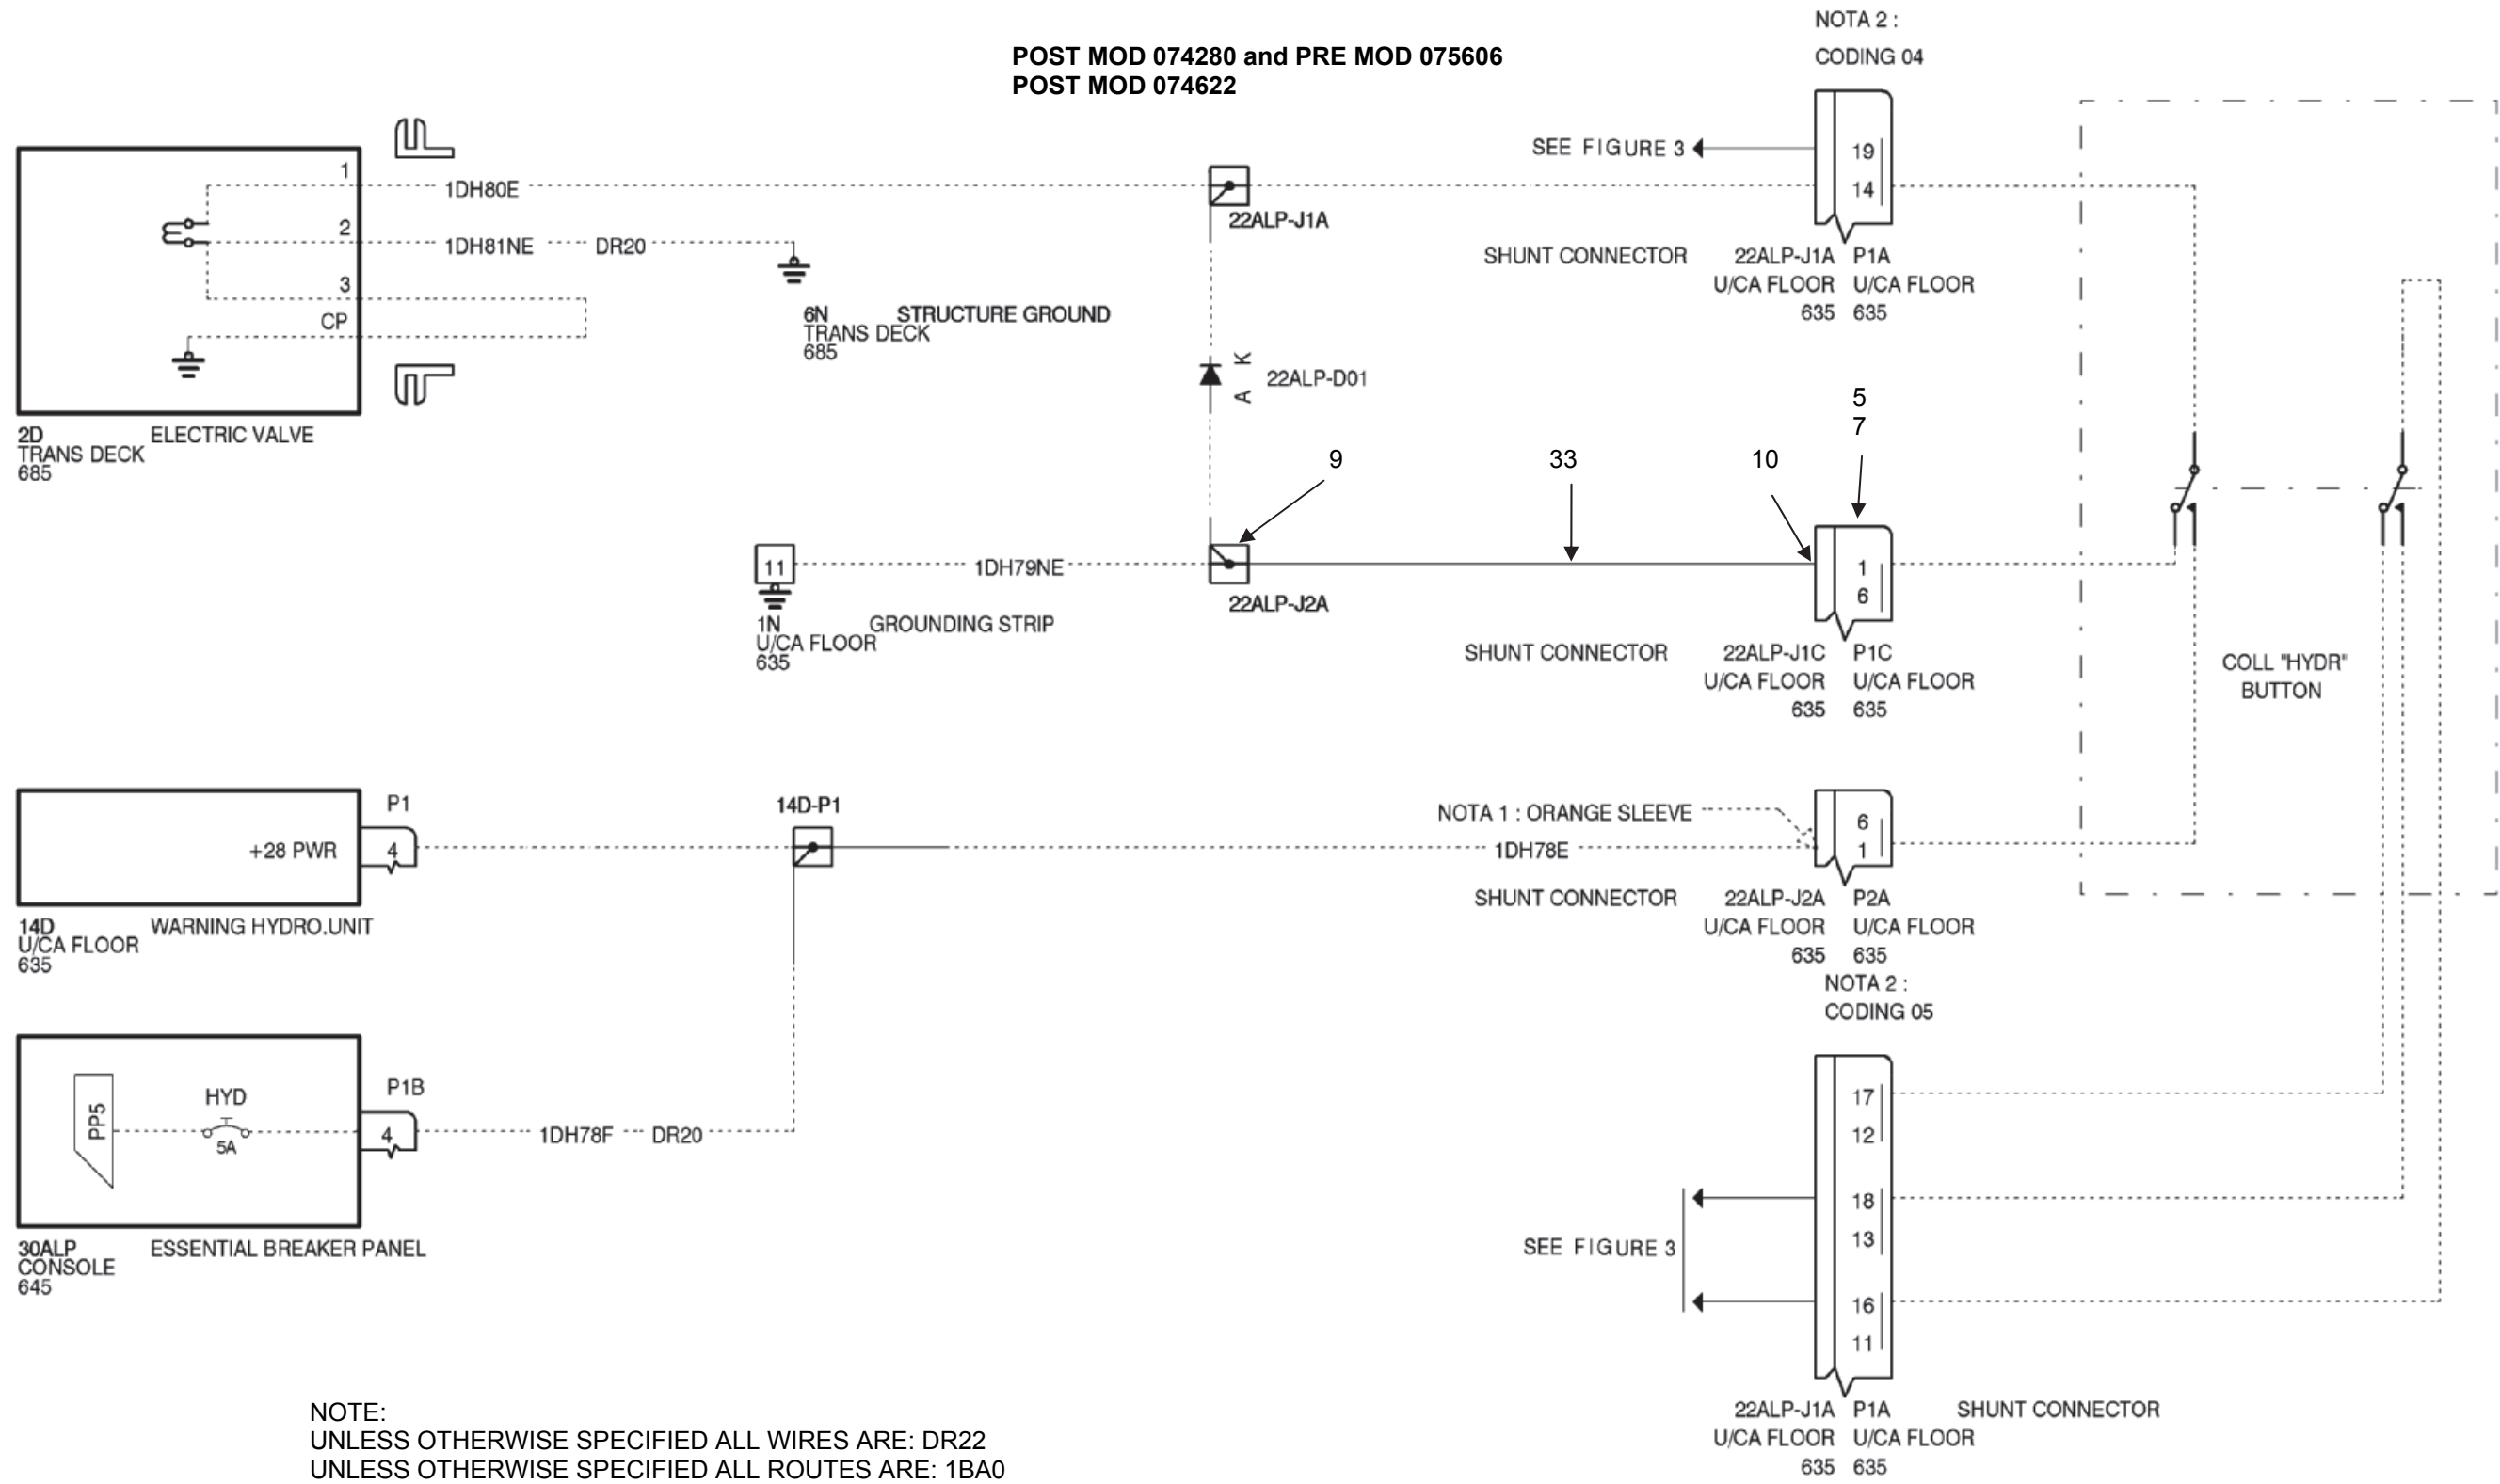 NOTA 2 :
CODING 04
POST MOD 074280 and PRE MOD 075606
POST MOD 074622
SEE FIGURE 3
19
14
1
1DH80E
22ALP-J1A
2
1DH81NE
DR20
SHUNT CONNECTOR
22ALP-J1A P1A
U/CA FLOOR U/CA FLOOR
635 635
3
CP
6N STRUCTURE GROUND
TRANS DECK
685
K
A
22ALP-D01
2D ELECTRIC VALVE
TRANS DECK
685
5
7
9
33
10
11
1DH79NE
1
6
22ALP-J2A
1N GROUNDING STRIP
U/CA FLOOR
635
SHUNT CONNECTOR
22ALP-J1C P1C
U/CA FLOOR U/CA FLOOR
635 635
COLL "HYDR"
BUTTON
P1
14D-P1
NOTA 1 : ORANGE SLEEVE
6
+28 PWR
4
1DH78E
1
SHUNT CONNECTOR
22ALP-J2A P2A
U/CA FLOOR U/CA FLOOR
635 635
14D WARNING HYDRO.UNIT
U/CA FLOOR
635
NOTA 2 :
CODING 05
P1B
HYD
PP5
5A
4
1DH78F
DR20
17
12
18
13
SEE FIGURE 3
16
11
30ALP ESSENTIAL BREAKER PANEL
CONSOLE
645
22ALP-J1A P1A SHUNT CONNECTOR
U/CA FLOOR U/CA FLOOR
635 635
NOTE:
UNLESS OTHERWISE SPECIFIED ALL WIRES ARE: DR22
UNLESS OTHERWISE SPECIFIED ALL ROUTES ARE: 1BA0